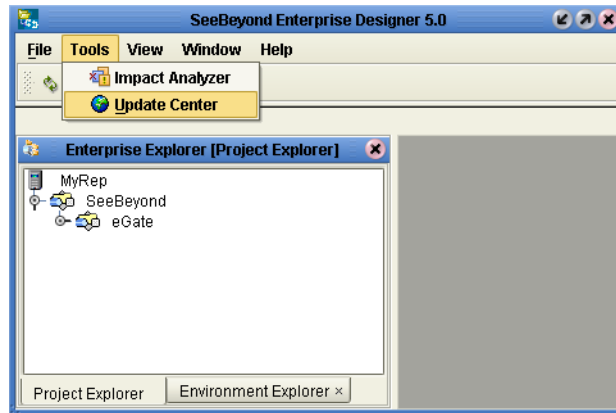 SeeBeyond Enterprise Designer 5.0
File Tools View Window Help
Impact Analyzer
Update Center
Enterprise Explorer [Project Explorer]
MyRep
SeeBeyond
eGate
Project Explorer Environment Explorer ×